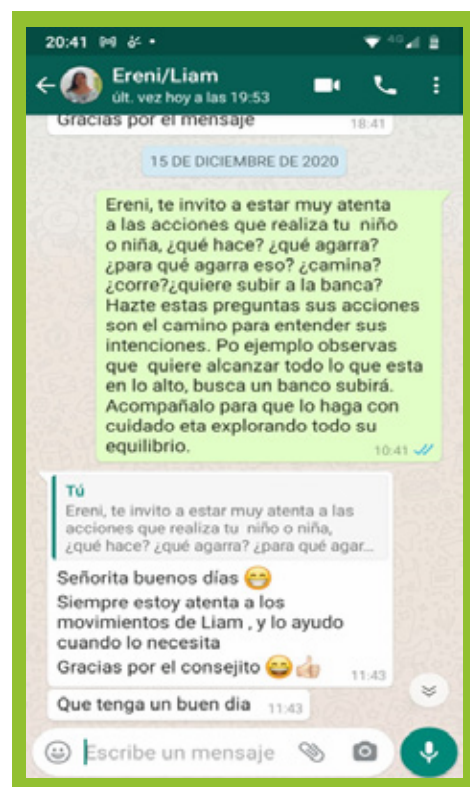 20:41
4G
Ereni/Liam
últ. vez hoy a las 19:53
Gracias por el mensaje
18:41
15 DE DICIEMBRE DE 2020
Ereni, te invito a estar muy atenta
a las acciones que realiza tu niño
o niña, ¿qué hace? ¿qué agarra?
¿para qué agarra eso? ¿camina?
¿corre?¿quiere subir a la banca?
Hazte estas preguntas sus acciones
son el camino para entender sus
intenciones. Po ejemplo observas
que quiere alcanzar todo lo que esta
en lo alto, busca un banco subirá.
Acompañalo para que lo haga con
cuidado eta explorando todo su
equilibrio.
10:41
Tú
Ereni, te invito a estar muy atenta a las
acciones que realiza tu niño o niña,
¿qué hace? ¿qué agarra? ¿para qué agar...
Señorita buenos días 😁
Siempre estoy atenta a los
movimientos de Liam , y lo ayudo
cuando lo necesita
Gracias por el consejito 😄👍🏻
11:43
Que tenga un buen dia
11:43
Escribe un mensaje